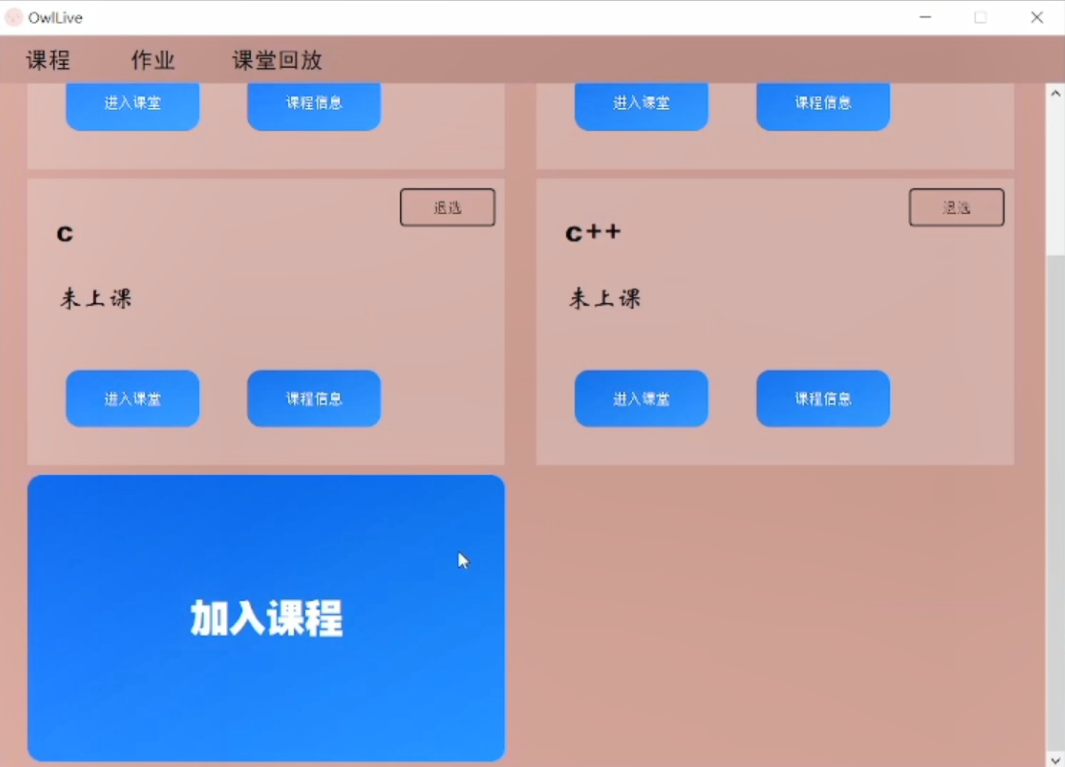 OwlLive
课程 作业 课堂回放
进入课堂 课程信息 进入课堂 课程信息
退选 退选
c c++
未上课 未上课
进入课堂 课程信息 进入课堂 课程信息
加入课程